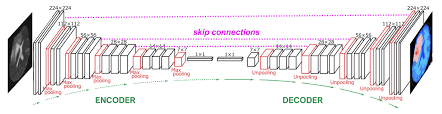 224×224
224×224
112×112
112×112
56×56
56×56
skip connections
28×28
28×28
14×14
14×14
7×7
7×7
1×1
1×1
Max
pooling
Max
pooling
Max
pooling
Max
pooling
Max
pooling
Unpooling
Unpooling
Unpooling
Unpooling
Unpooling
ENCODER
DECODER